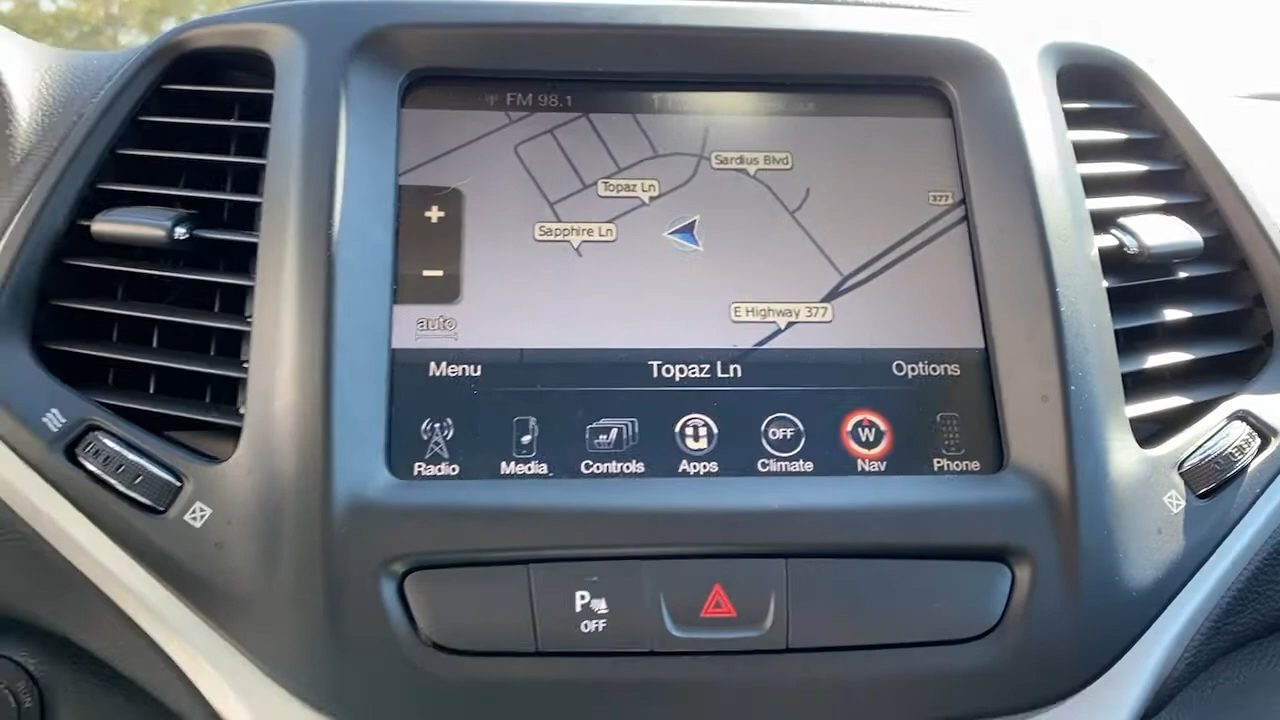 FM 98.1
Sardius Blvd
Topaz Ln
377
Sapphire Ln
+
−
E Highway 377
auto
Menu
Topaz Ln
Options
OFF
W
Radio
Media
Controls
Apps
Climate
Nav
Phone
P
OFF
RUN